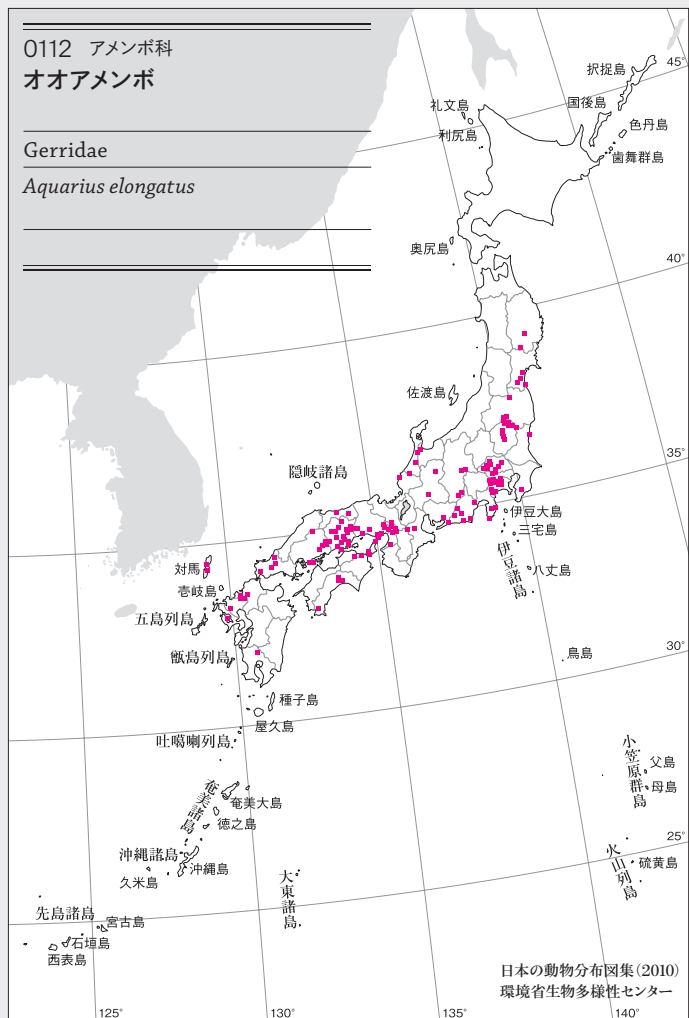 0112 アメンボ科
オオアメンボ
Gerridae
Aquarius elongatus
択捉島
45°
礼文島
国後島
利尻島
色丹島
歯舞群島
奥尻島
40°
佐渡島
35°
隠岐諸島
伊豆大島
三宅島
伊豆諸島
八丈島
対馬
壱岐島
五島列島
甑島列島
鳥島
30°
種子島
屋久島
吐噶喇列島
小笠原群島
父島
母島
奄美諸島
奄美大島
徳之島
25°
沖縄諸島
沖縄島
久米島
大東諸島
火山列島
硫黄島
先島諸島
宮古島
石垣島
西表島
日本の動物分布図集(2010)
環境省生物多様性センター
125°
130°
135°
140°